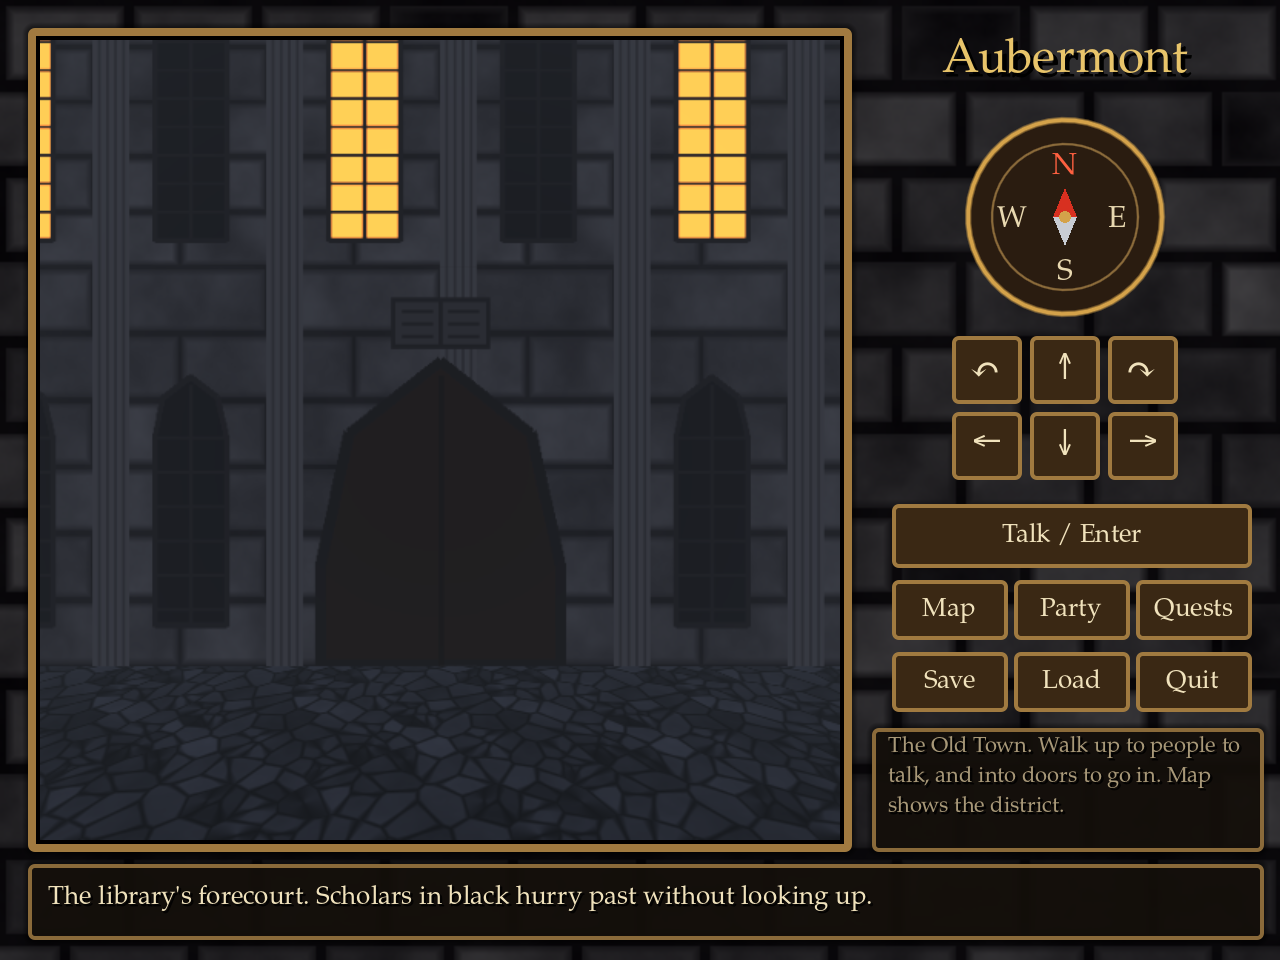 Aubermont
N
W E
S
Talk / Enter
Map Party Quests
Save Load Quit
The Old Town. Walk up to people to
talk, and into doors to go in. Map
shows the district.
The library's forecourt. Scholars in black hurry past without looking up.